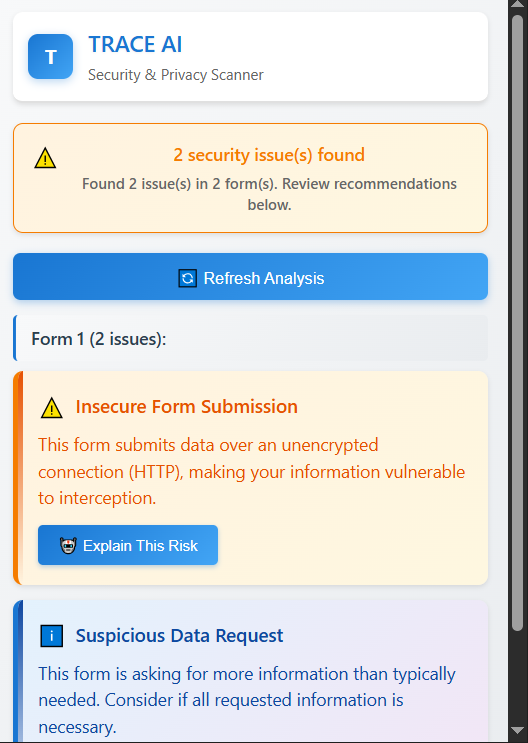 T
TRACE AI
Security & Privacy Scanner
2 security issue(s) found
Found 2 issue(s) in 2 form(s). Review recommendations
below.
Refresh Analysis
Form 1 (2 issues):
Insecure Form Submission
This form submits data over an unencrypted
connection (HTTP), making your information vulnerable
to interception.
Explain This Risk
Suspicious Data Request
This form is asking for more information than typically
needed. Consider if all requested information is
necessary.